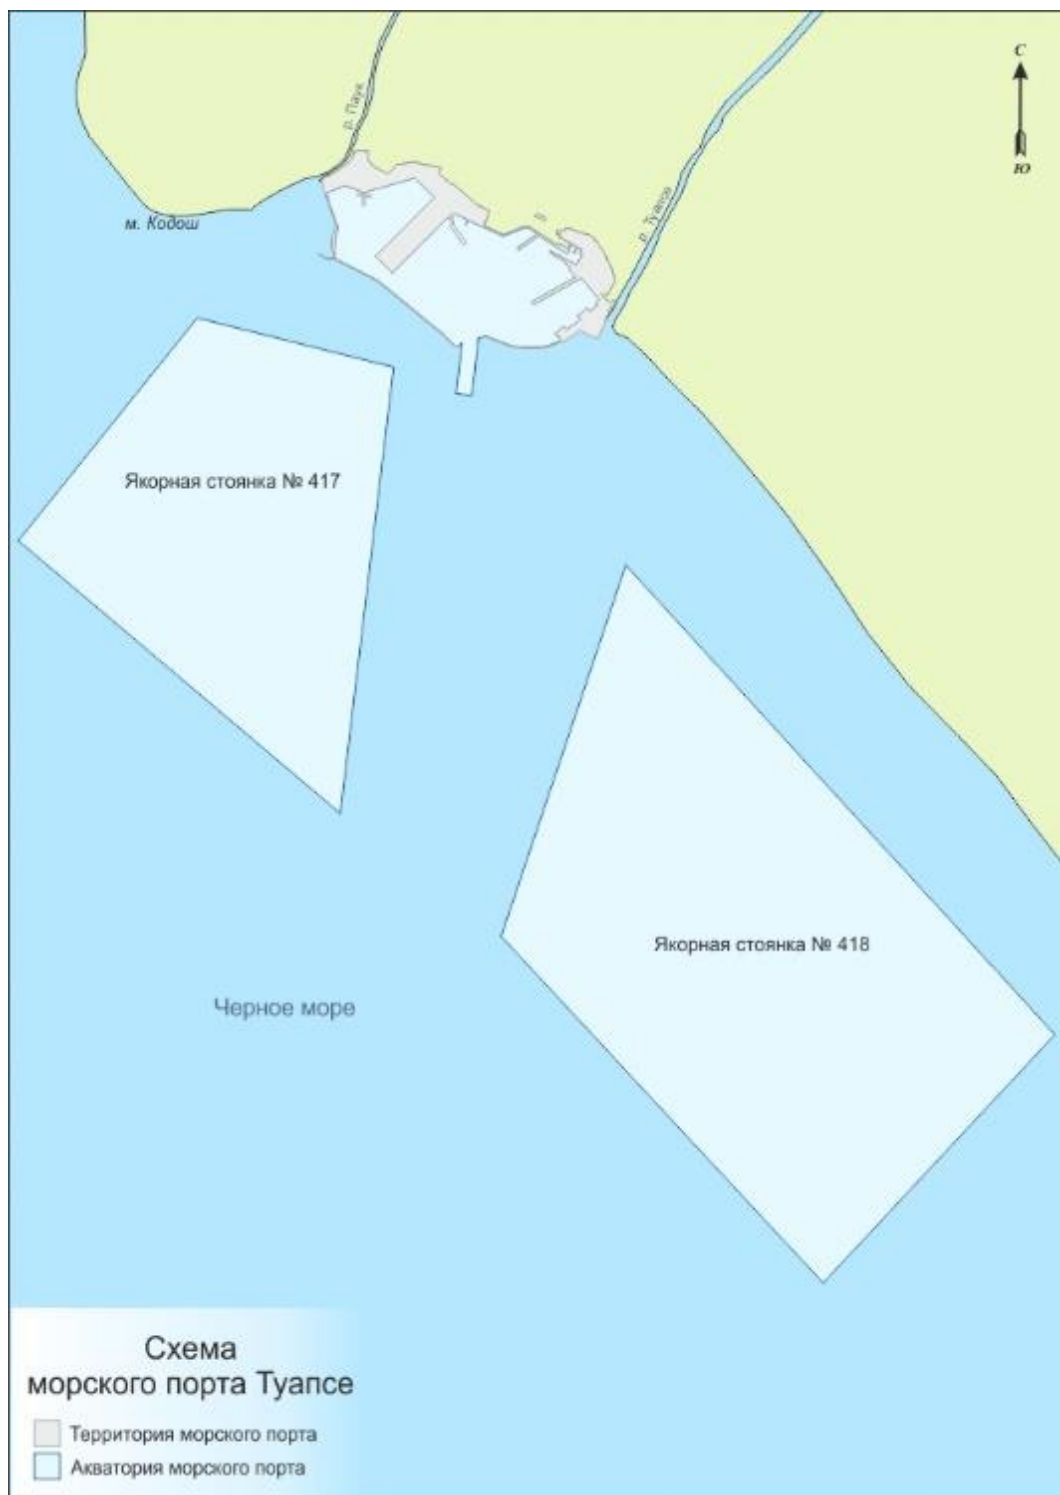 С
Ю
р. Паук
р. Туапсе
м. Кодош
Якорная стоянка № 417
Якорная стоянка № 418
Черное море
Схема
морского порта Туапсе
Территория морского порта
Акватория морского порта